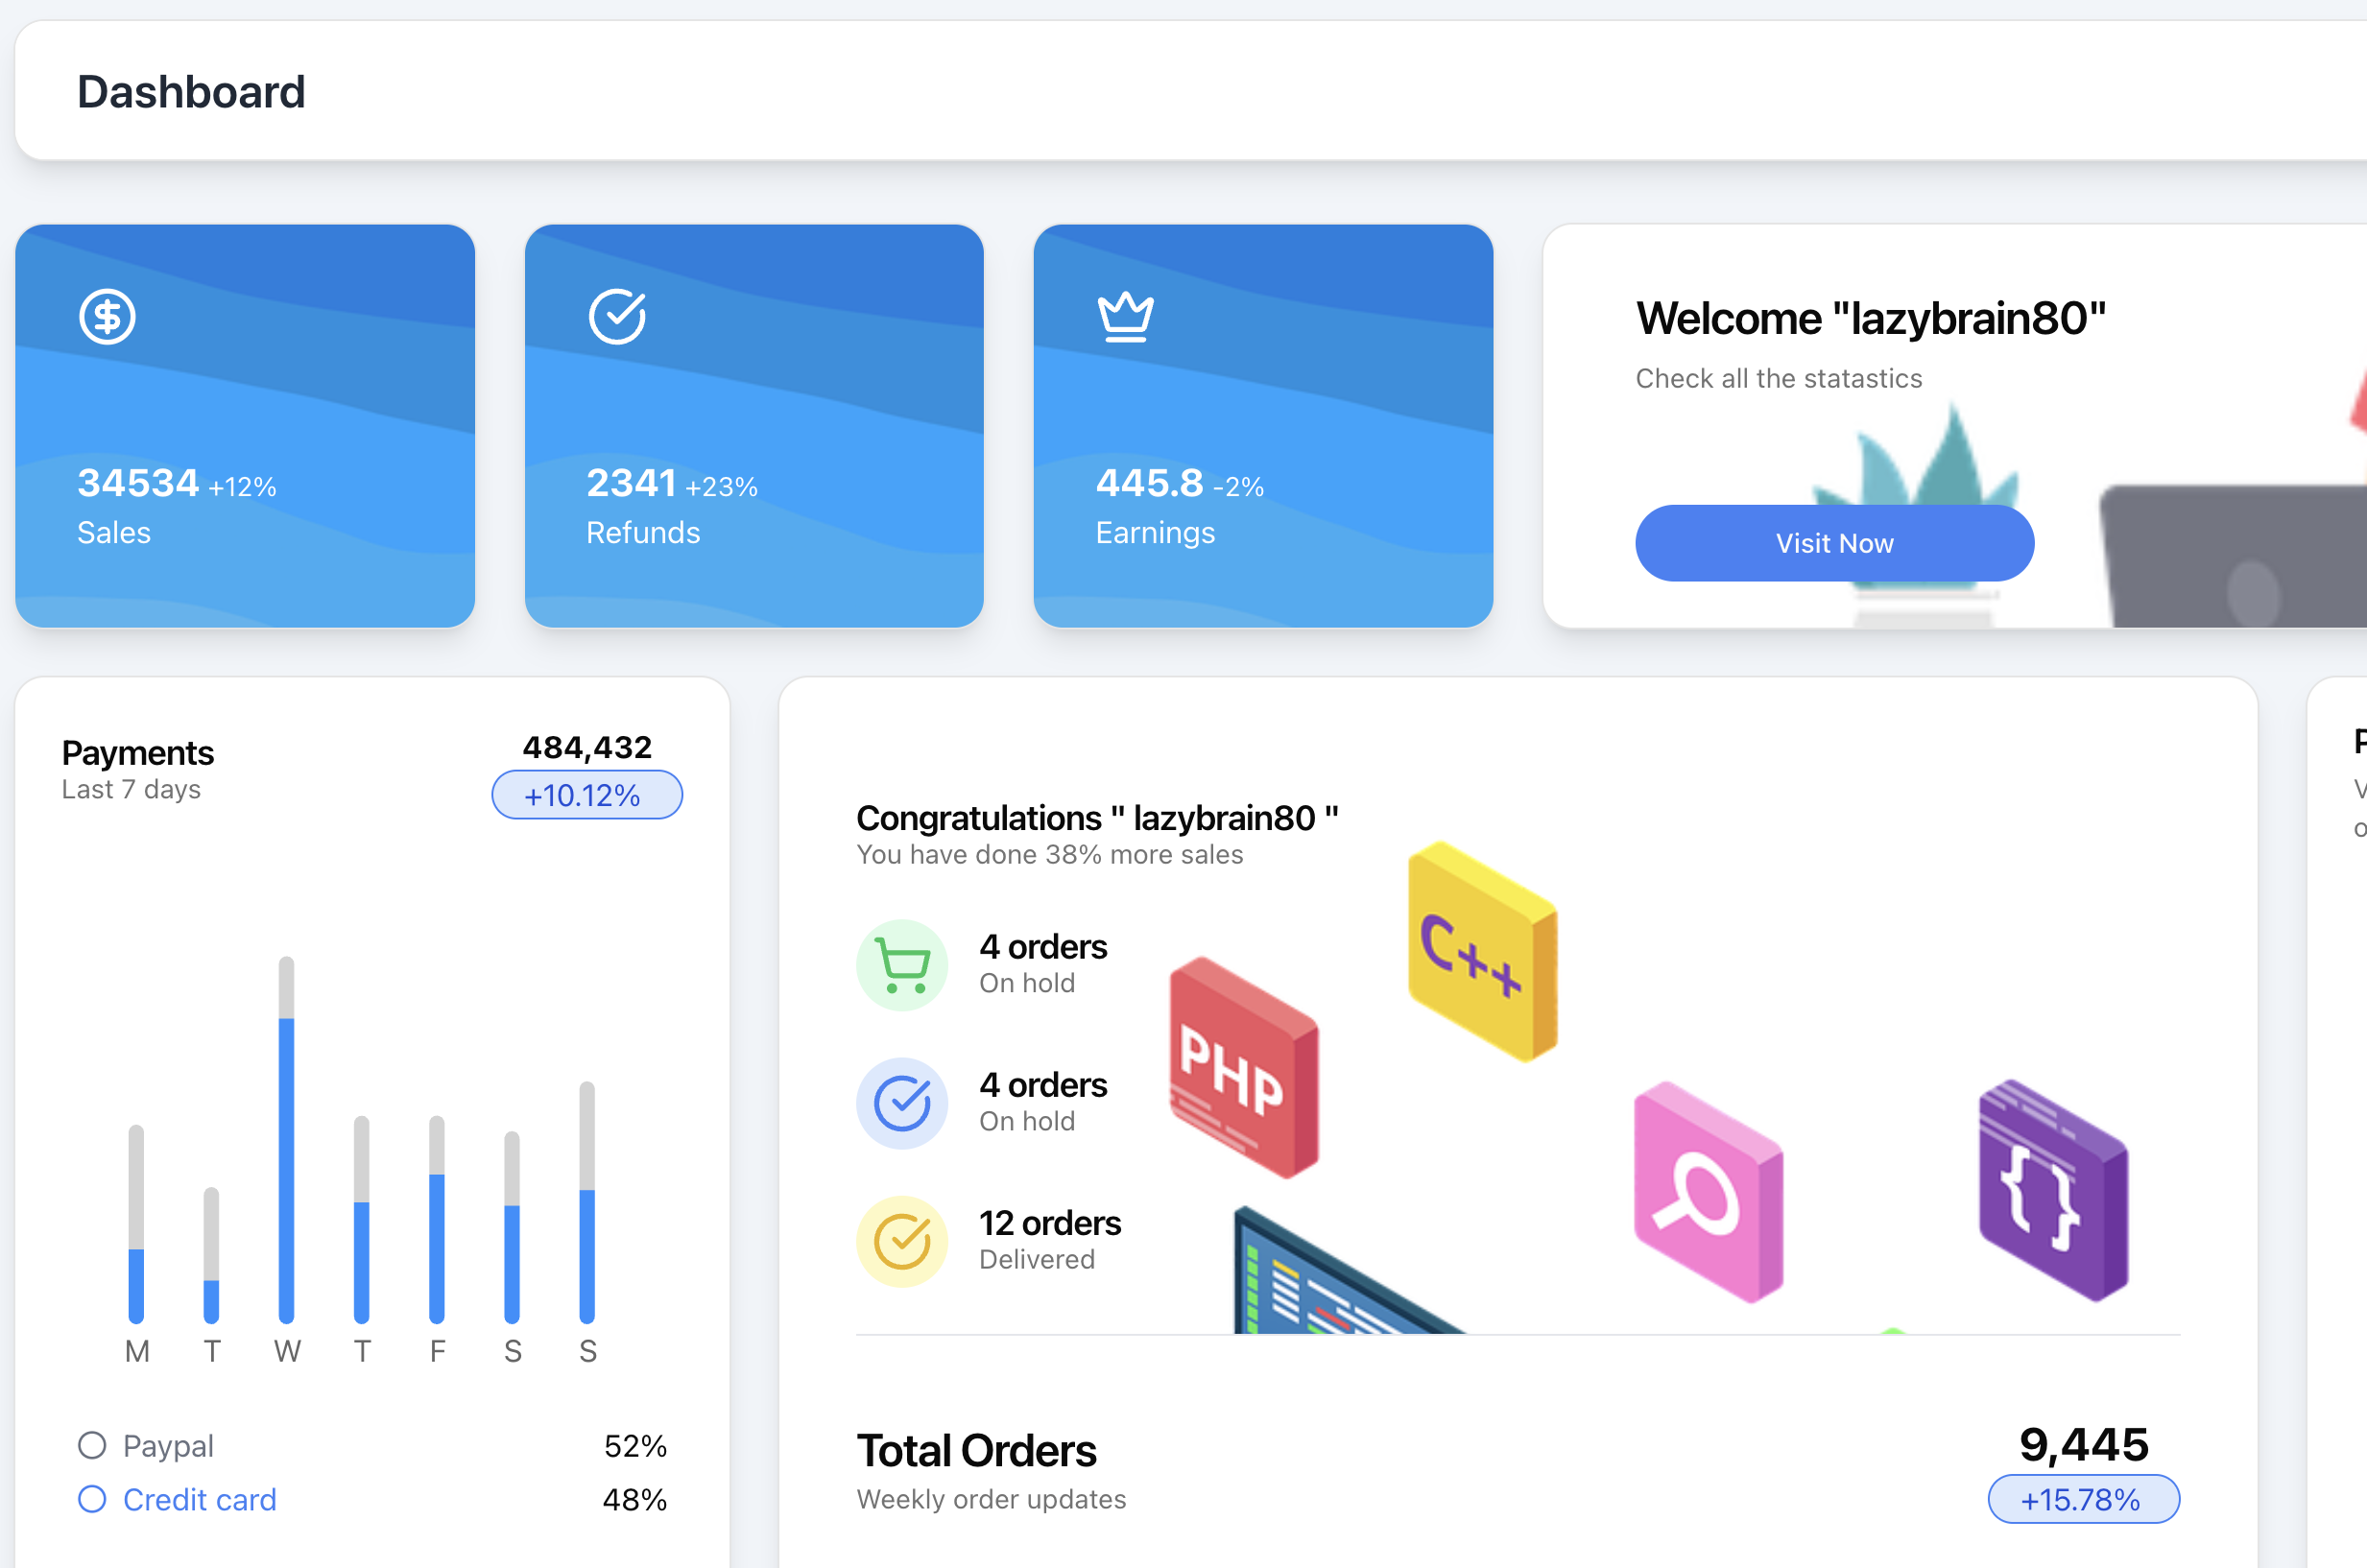 Dashboard
34534 +12%
Sales
2341 +23%
Refunds
445.8 -2%
Earnings
Welcome "lazybrain80"
Check all the statastics
Visit Now
Payments
Last 7 days
484,432
+10.12%
M T W T F S S
Paypal 52%
Credit card 48%
Congratulations " lazybrain80 "
You have done 38% more sales
4 orders
On hold
4 orders
On hold
12 orders
Delivered
PHP
C++
{}
Total Orders
Weekly order updates
9,445
+15.78%